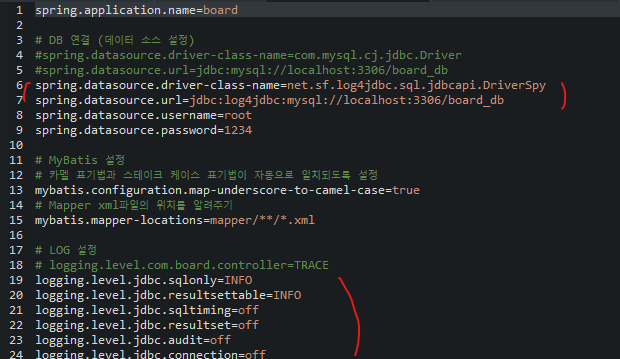 1 spring.application.name=board
2
3 # DB 연결 (데이터 소스 설정)
4 #spring.datasource.driver-class-name=com.mysql.cj.jdbc.Driver
5 #spring.datasource.url=jdbc:mysql://localhost:3306/board_db
6 spring.datasource.driver-class-name=net.sf.log4jdbc.sql.jdbcapi.DriverSpy
7 spring.datasource.url=jdbc:log4jdbc:mysql://localhost:3306/board_db
8 spring.datasource.username=root
9 spring.datasource.password=1234
10
11 # MyBatis 설정
12 # 카멜 표기법과 스테이크 케이스 표기법이 자동으로 일치되도록 설정
13 mybatis.configuration.map-underscore-to-camel-case=true
14 # Mapper xml파일의 위치를 알려주기
15 mybatis.mapper-locations=mapper/**/*.xml
16
17 # LOG 설정
18 # logging.level.com.board.controller=TRACE
19 logging.level.jdbc.sqlonly=INFO
20 logging.level.jdbc.resultsettable=INFO
21 logging.level.jdbc.sqltiming=off
22 logging.level.jdbc.resultset=off
23 logging.level.jdbc.audit=off
24 logging.level.jdbc.connection=off